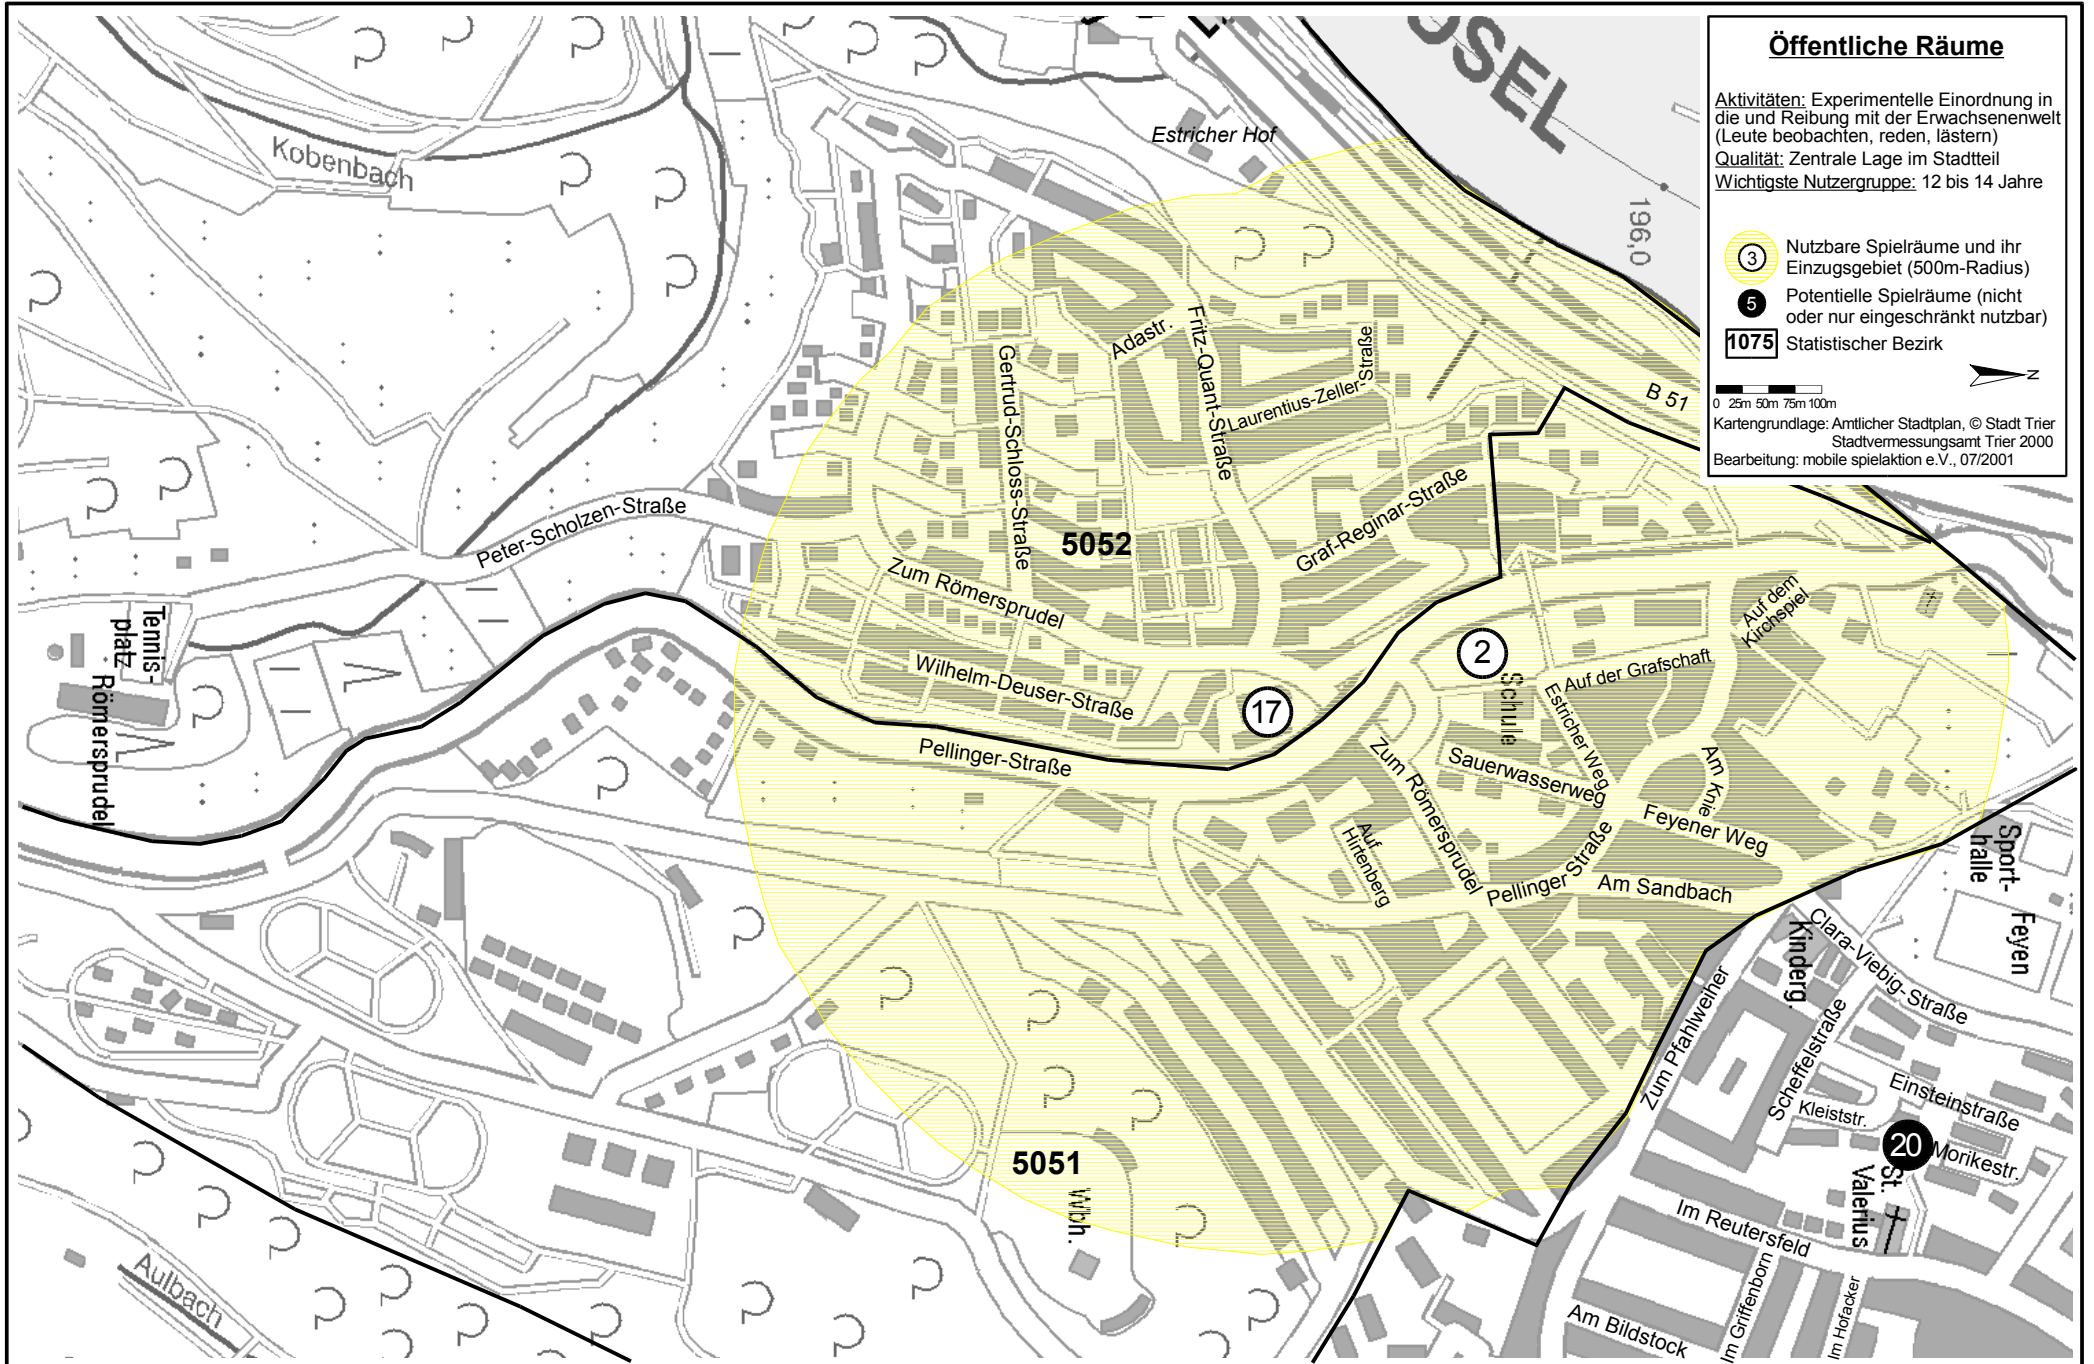 Öffentliche Räume
Aktivitäten: Experimentelle Einordnung in
die und Reibung mit der Erwachsenenwelt
(Leute beobachten, reden, lästern)
Qualität: Zentrale Lage im Stadtteil
Wichtigste Nutzergruppe: 12 bis 14 Jahre
3
Nutzbare Spielräume und ihr
Einzugsgebiet (500m-Radius)
5
Potentielle Spielräume (nicht
oder nur eingeschränkt nutzbar)
1075
Statistischer Bezirk
N
0 25m 50m 75m 100m
Kartengrundlage: Amtlicher Stadtplan, © Stadt Trier
Stadtvermessungsamt Trier 2000
Bearbeitung: mobile spielaktion e.V., 07/2001
OSEL
196,0
Kobenbach
Estricher Hof
B 51
Adastr.
Fritz-Quant-Straße
Laurentius-Zeller-Straße
Gertrud-Schloss-Straße
Graf-Reginar-Straße
Peter-Scholzen-Straße
5052
Zum Römersprudel
Wilhelm-Deuser-Straße
Pellinger-Straße
17
2
Schule
Auf dem
Kirchspiel
Auf der Grafschaft
Estricher Weg
Sauerwasserweg
Zum Römersprudel
Auf
Hirtenberg
Am Knie
Feyener Weg
Pellinger Straße
Am Sandbach
Tennis-
platz
Römersprudel
Sport-
halle
Feyen
Kinderg.
Clara-Viebig-Straße
Zum Pfahlweiher
Scheffelstraße
Einsteinstraße
Kleiststr.
20
Morikestr.
St.
Valerius
5051
Wbh.
Im Reutersfeld
Am Bildstock
Im Griffenborn
Im Hofacker
Aulbach